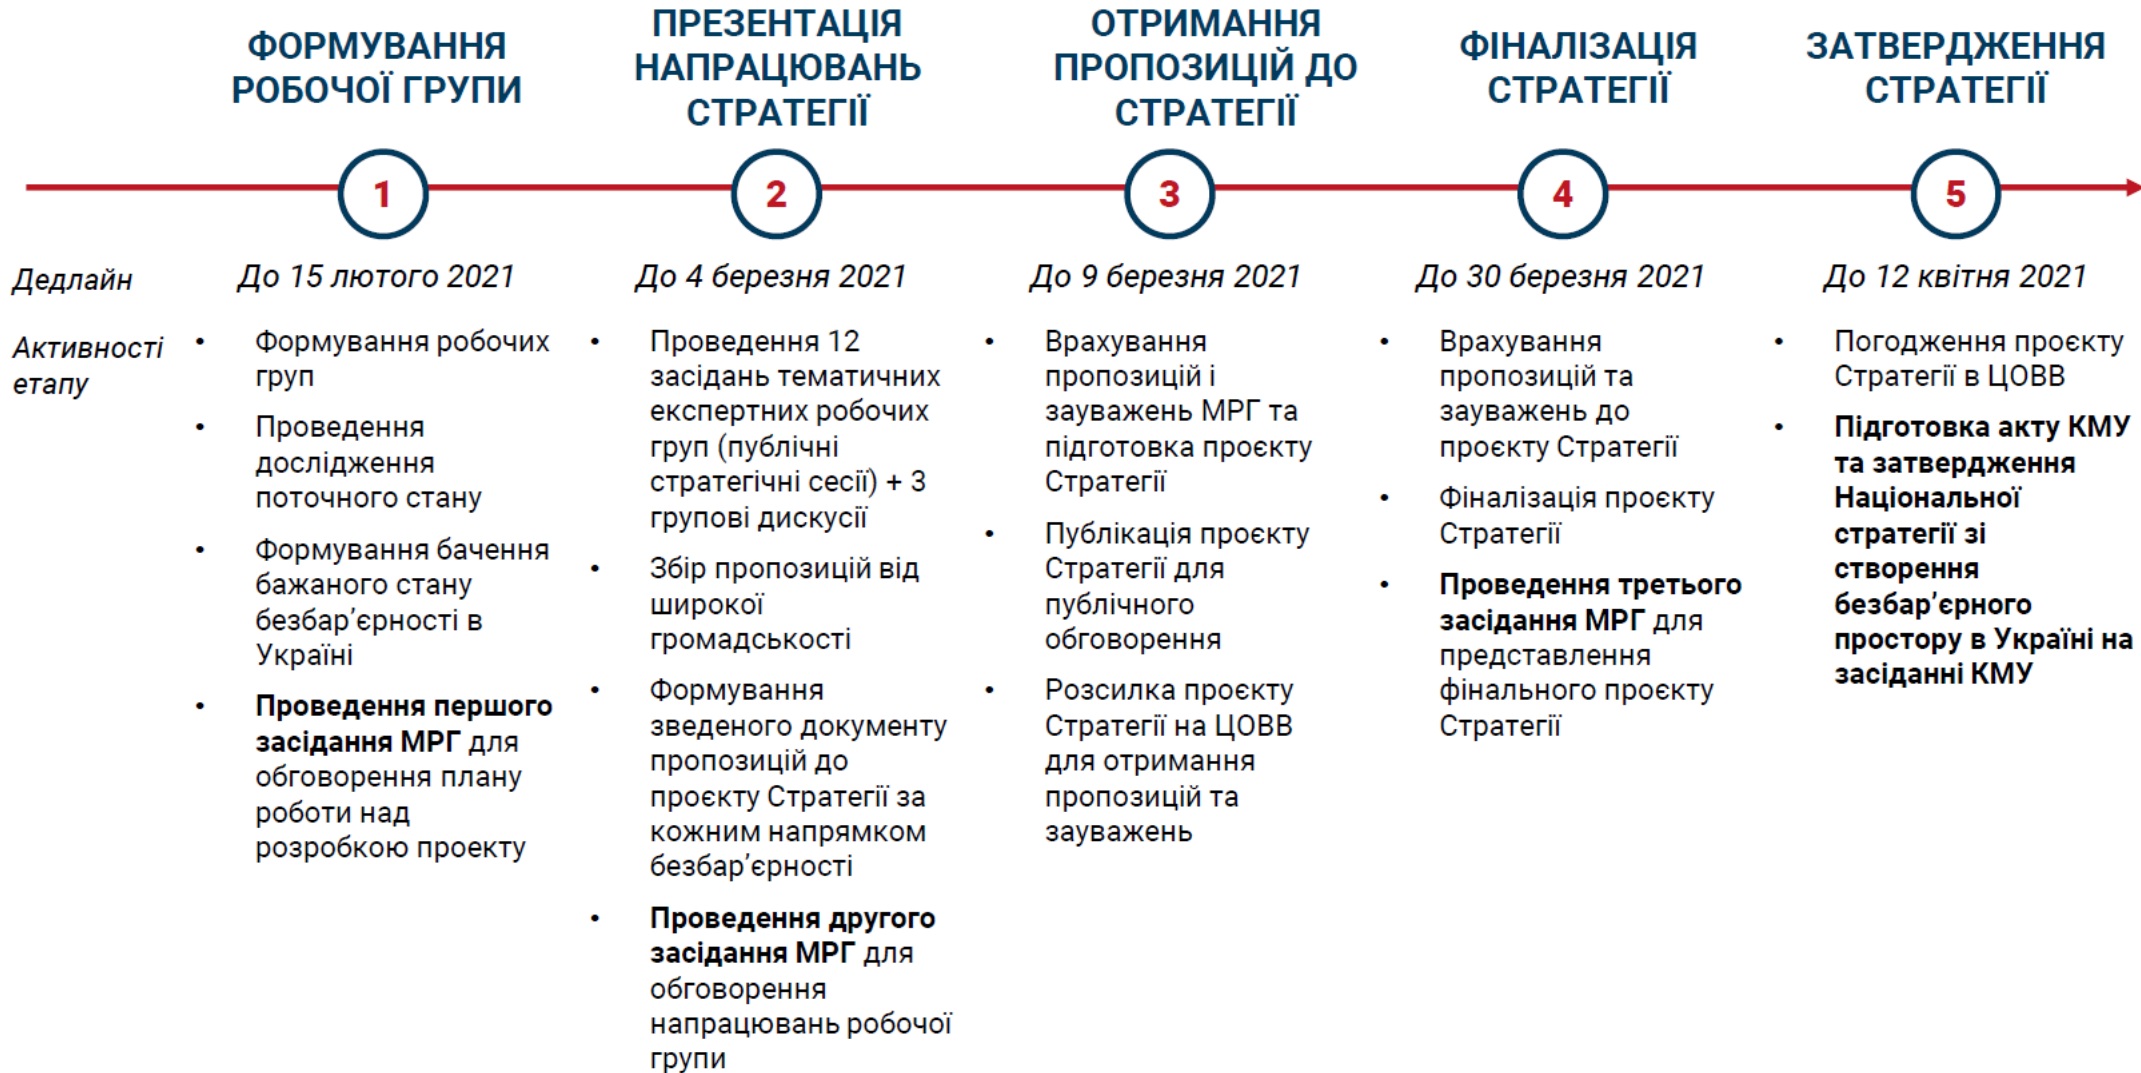 ФОРМУВАННЯ
РОБОЧОЇ ГРУПИ
ПРЕЗЕНТАЦІЯ
НАПРАЦЮВАНЬ
СТРАТЕГІЇ
ОТРИМАННЯ
ПРОПОЗИЦІЙ ДО
СТРАТЕГІЇ
ФІНАЛІЗАЦІЯ
СТРАТЕГІЇ
ЗАТВЕРДЖЕННЯ
СТРАТЕГІЇ
1
2
3
4
5
Дедлайн
До 15 лютого 2021
До 4 березня 2021
До 9 березня 2021
До 30 березня 2021
До 12 квітня 2021
Активності
етапу
• Формування робочих
груп
• Проведення
дослідження
поточного стану
• Формування бачення
бажаного стану
безбар’єрності в
Україні
• Проведення першого
засідання МРГ для
обговорення плану
роботи над
розробкою проекту
• Проведення 12
засідань тематичних
експертних робочих
груп (публічні
стратегічні сесії) + 3
групові дискусії
• Збір пропозицій від
широкої
громадськості
• Формування
зведеного документу
пропозицій до
проєкту Стратегії за
кожним напрямком
безбар’єрності
• Проведення другого
засідання МРГ для
обговорення
напрацювань робочої
групи
• Врахування
пропозицій і
зауважень МРГ та
підготовка проєкту
Стратегії
• Публікація проєкту
Стратегії для
публічного
обговорення
• Розсилка проєкту
Стратегії на ЦОВВ
для отримання
пропозицій та
зауважень
• Врахування
пропозицій та
зауважень до
проєкту Стратегії
• Фіналізація проєкту
Стратегії
• Проведення третього
засідання МРГ для
представлення
фінального проєкту
Стратегії
• Погодження проєкту
Стратегії в ЦОВВ
• Підготовка акту КМУ
та затвердження
Національної
стратегії зі
створення
безбар’єрного
простору в Україні на
засіданні КМУ